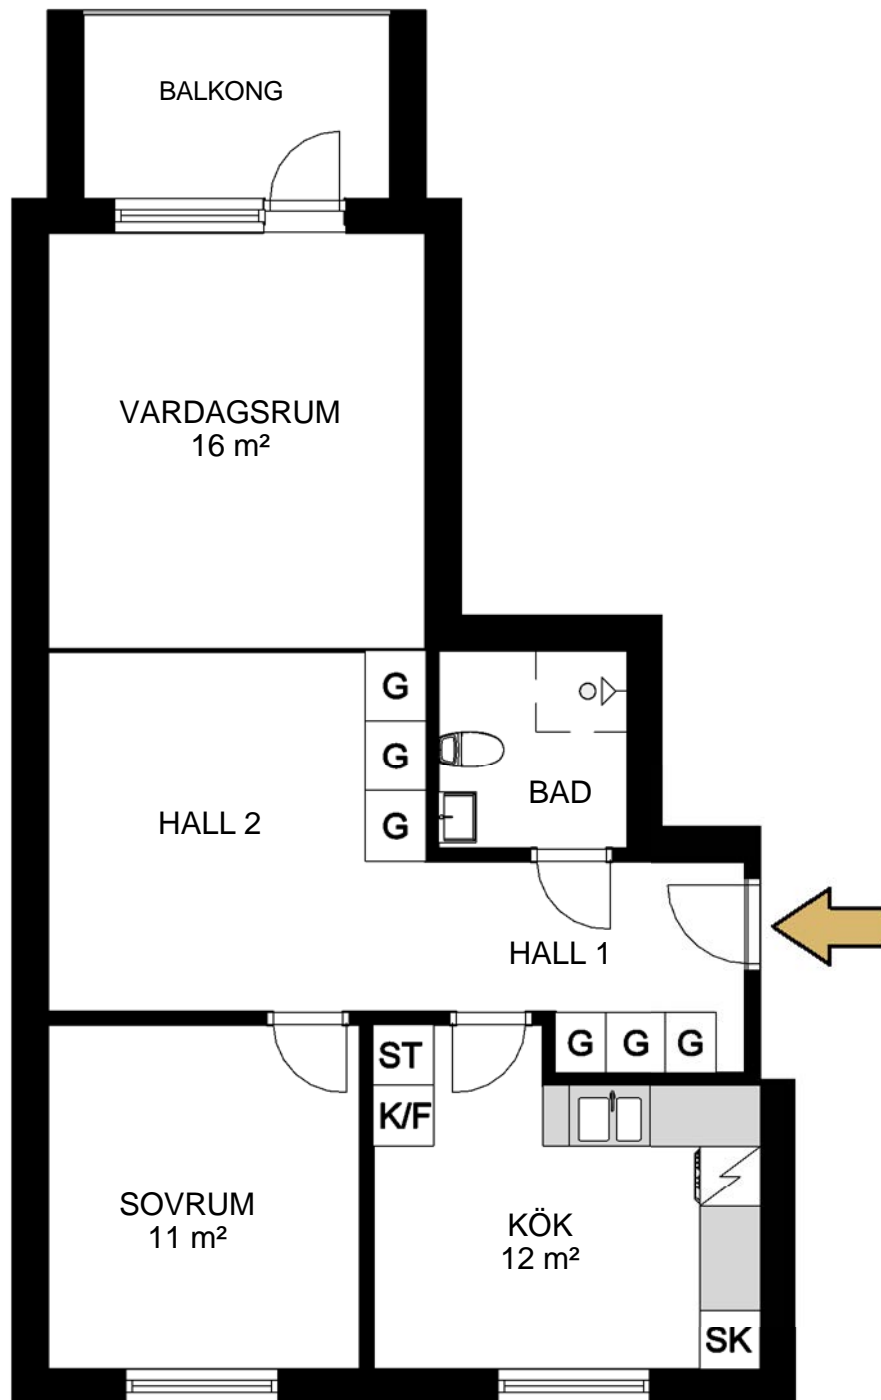 BALKONG
VARDAGSRUM
16 m²
G
G
G
HALL 2
BAD
HALL 1
G G G
ST
K/F
SOVRUM
11 m²
KÖK
12 m²
SK